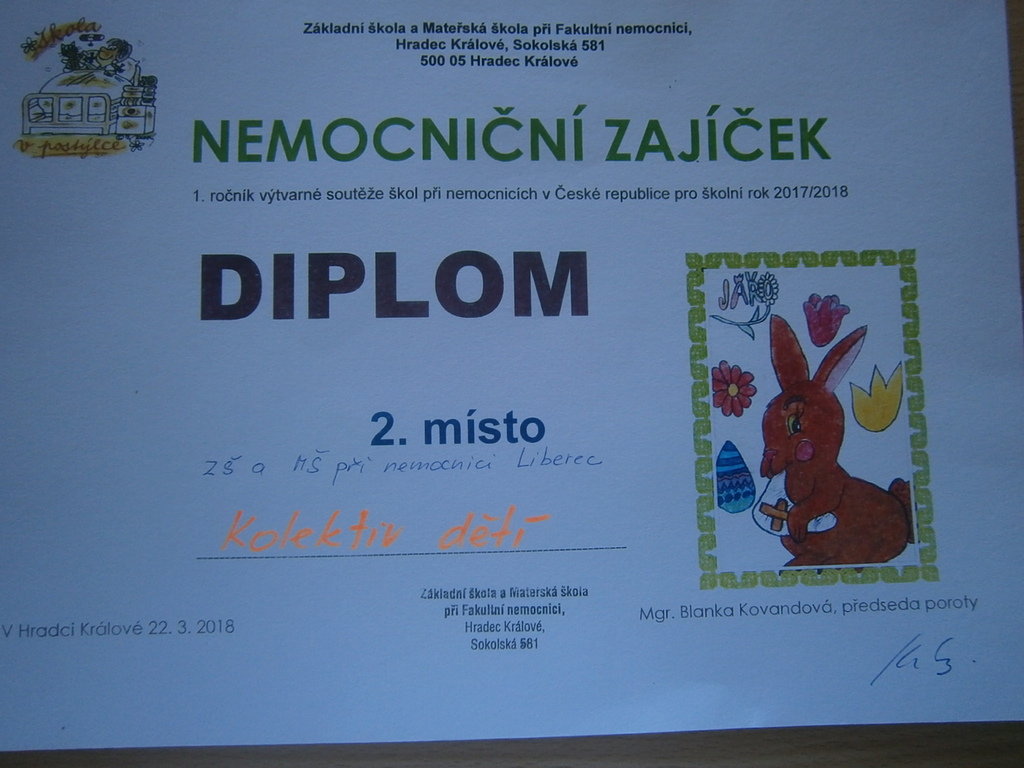 Základní škola a Mateřská škola při Fakultní nemocnici,
Hradec Králové, Sokolská 581
500 05 Hradec Králové
škola
v postýlce
NEMOCNIČNÍ ZAJÍČEK
1. ročník výtvarné soutěže škol při nemocnicích v České republice pro školní rok 2017/2018
DIPLOM
JARO
2. místo
ZŠ a MŠ při nemocnici Liberec
Kolektiv dětí
Základní škola a Mateřská škola
při Fakultní nemocnici,
Hradec Králové,
Sokolská 581
V Hradci Králové 22. 3. 2018
Mgr. Blanka Kovandová, předseda poroty